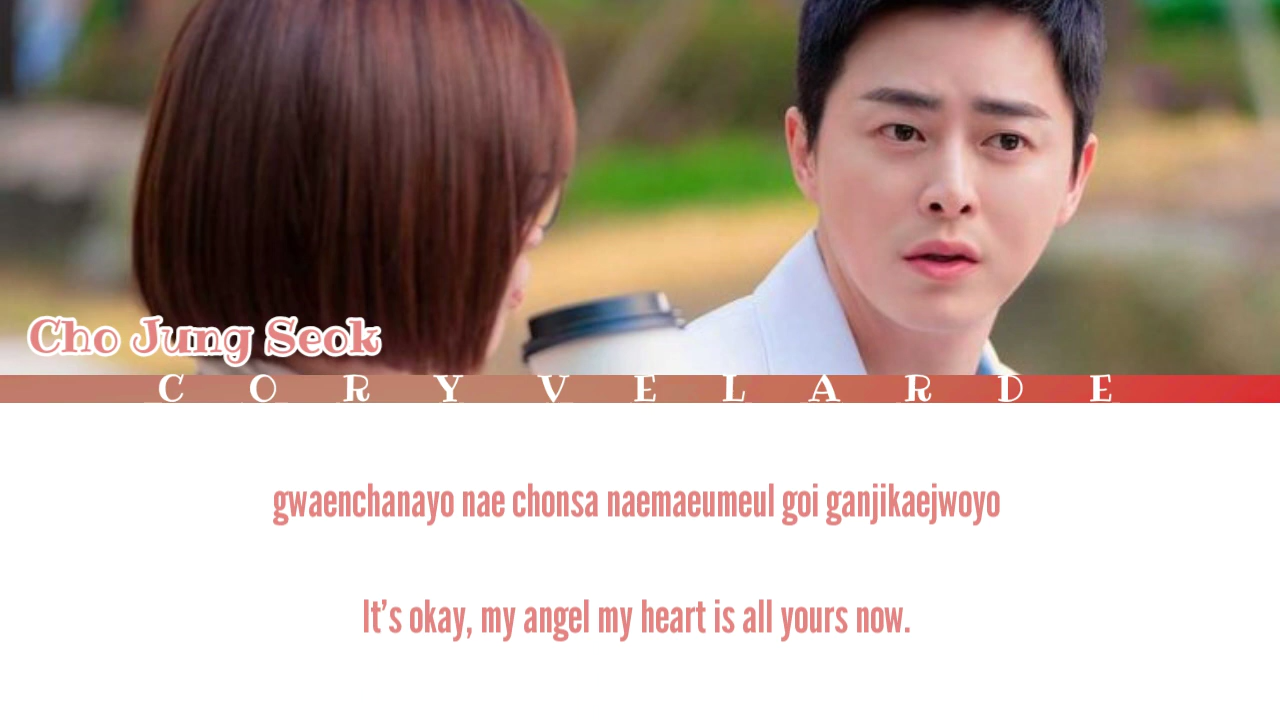 Cho Jung Seok
CORYVELARDE
gwaenchanayo nae chonsa naemaeumeul goi ganjikaejwoyo
It's okay, my angel my heart is all yours now.